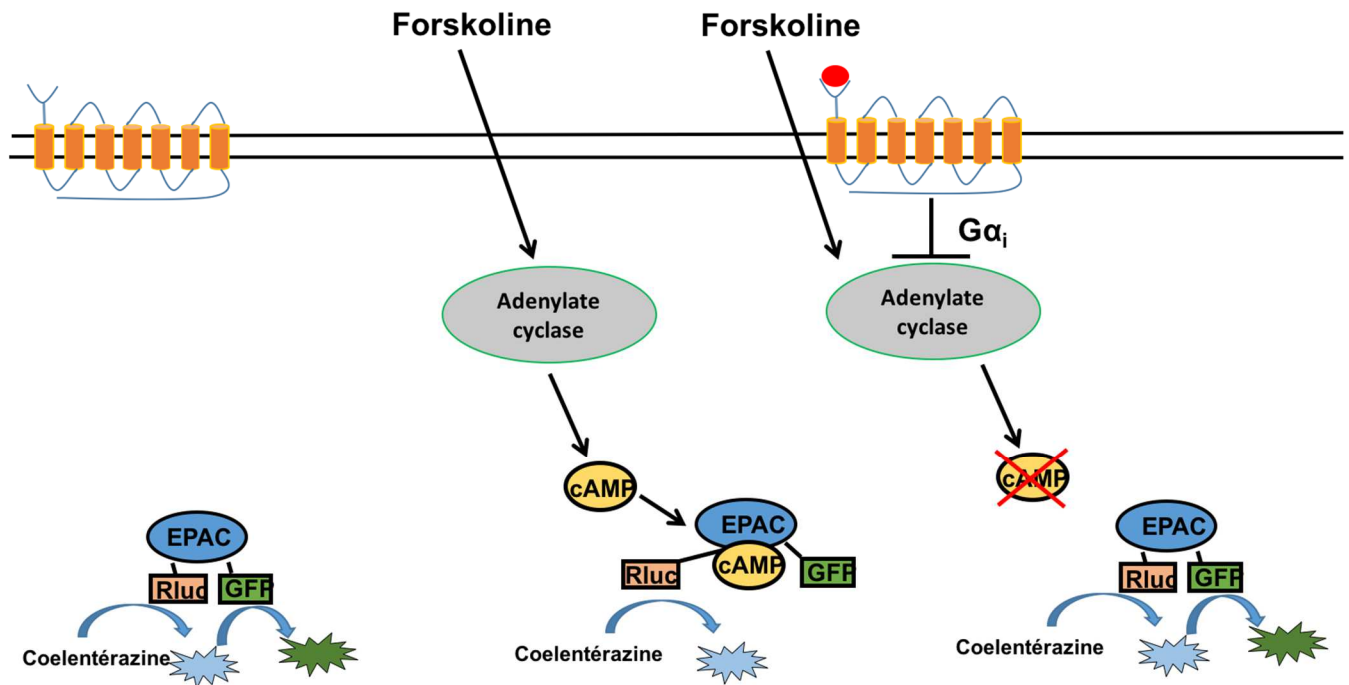 Forskoline
Forskoline
Gαi
Adenylate
cyclase
Adenylate
cyclase
cAMP
cAMP
EPAC
Rluc
GFP
Coelentérazine
EPAC
cAMP
Rluc
GFP
Coelentérazine
EPAC
Rluc
GFP
Coelentérazine